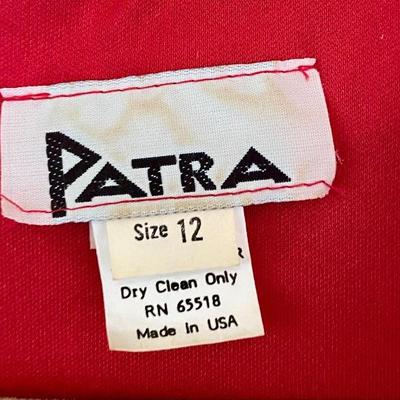 PATRA
Size 12
R
Dry Clean Only
RN 65518
Made In USA